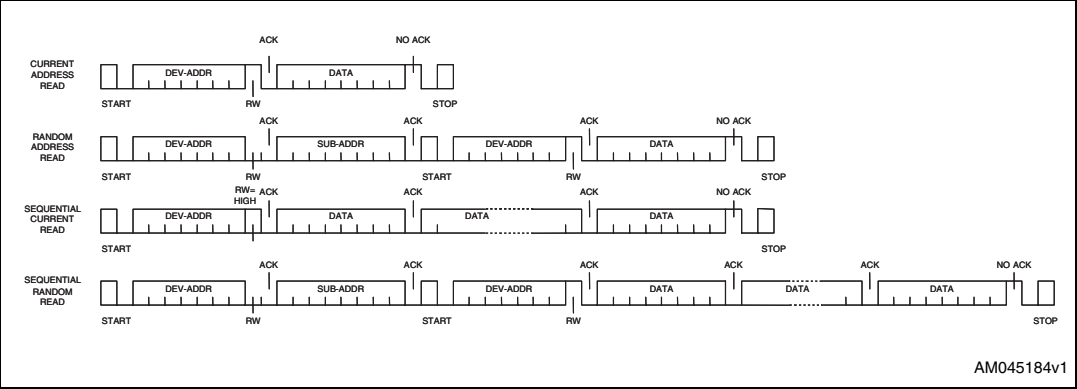 ACK NO ACK
CURRENT
ADDRESS
READ
DEV-ADDR DATA
START RW STOP
ACK ACK ACK NO ACK
RANDOM
ADDRESS
READ
DEV-ADDR SUB-ADDR DEV-ADDR DATA
START RW START RW STOP
RW=
HIGH
ACK ACK ACK NO ACK
SEQUENTIAL
CURRENT
READ
DEV-ADDR DATA DATA DATA
START STOP
ACK ACK ACK ACK ACK NO ACK
SEQUENTIAL
RANDOM
READ
DEV-ADDR SUB-ADDR DEV-ADDR DATA DATA DATA
START RW START RW STOP
AM045184v1